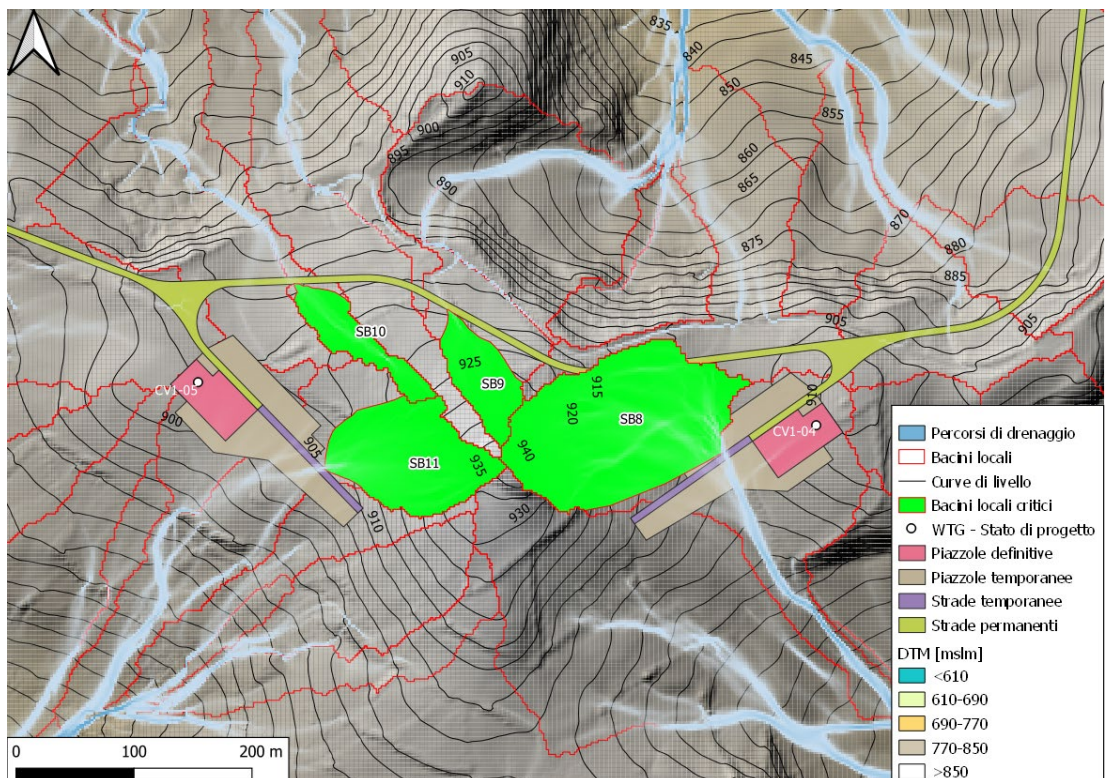 835
840
845
905
910
850
855
900
895
860
890
865
870
875
880
885
905
905
SB10
915
925
SB9
910
CV1-05
920
SB8
CV1-04
900
905
SB11
935
940
910
930
Percorsi di drenaggio
Bacini locali
Curve di livello
Bacini locali critici
WTG - Stato di progetto
Piazzole definitive
Piazzole temporanee
Strade temporanee
Strade permanenti
DTM [mslm]
<610
610-690
690-770
770-850
>850
0 100 200 m